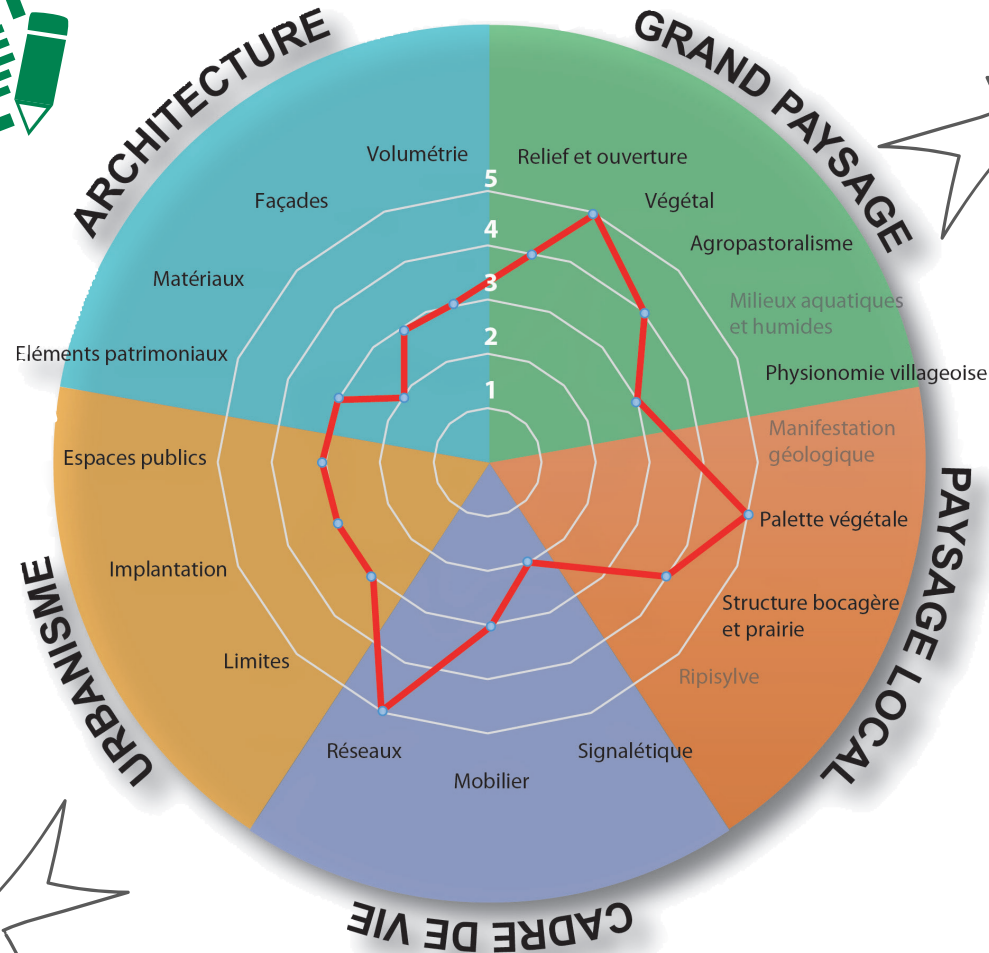 ARCHITECTURE
GRAND PAYSAGE
Volumétrie
Relief et ouverture
Façades
5
Végétal
4
Agropastoralisme
Matériaux
3
Milieux aquatiques
et humides
2
Eléments patrimoniaux
Physionomie villageoise
1
Manifestation
géologique
Espaces publics
Palette végétale
PAYSAGE LOCAL
URBANISME
Implantation
Structure bocagère
et prairie
Limites
Ripisylve
Réseaux
Signalétique
Mobilier
CADRE DE VIE